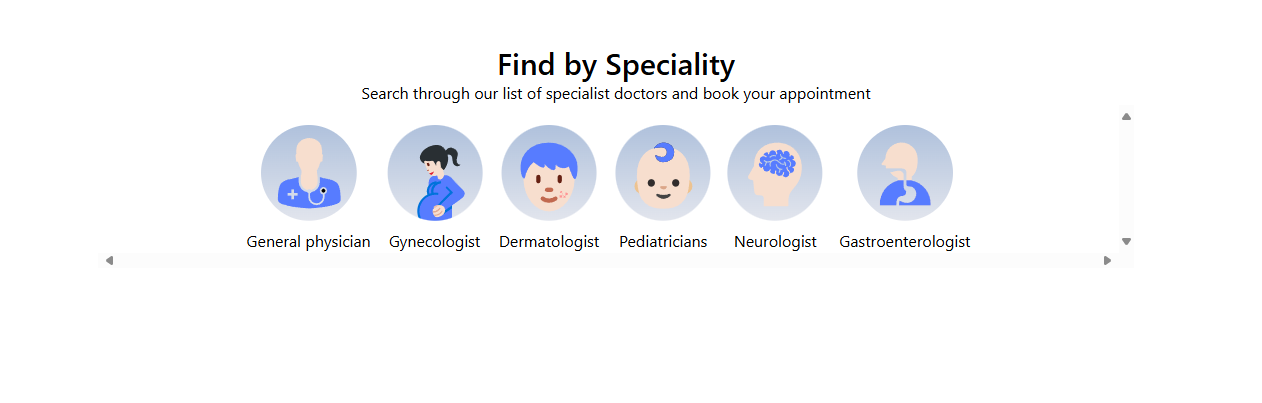 Find by Speciality
Search through our list of specialist doctors and book your appointment
General physician
Gynecologist
Dermatologist
Pediatricians
Neurologist
Gastroenterologist